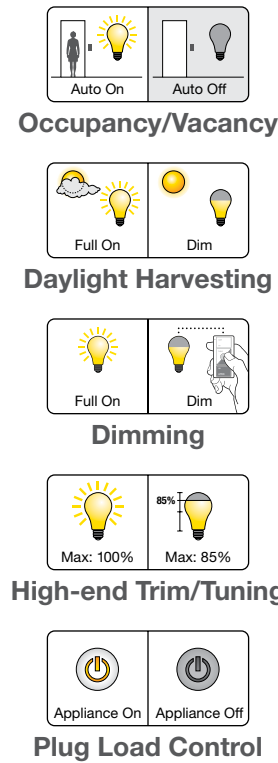 Auto On Auto Off
Occupancy/Vacancy
Full On Dim
Daylight Harvesting
Full On Dim
Dimming
85%
Max: 100% Max: 85%
High-end Trim/Tuning
Appliance On Appliance Off
Plug Load Control